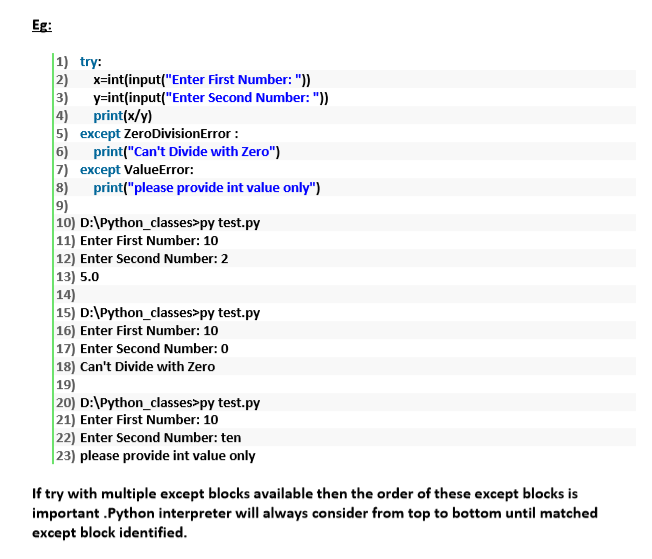 Eg:
1) try:
2) x=int(input("Enter First Number: "))
3) y=int(input("Enter Second Number: "))
4) print(x/y)
5) except ZeroDivisionError :
6) print("Can't Divide with Zero")
7) except ValueError:
8) print("please provide int value only")
9)
10) D:\Python_classes>py test.py
11) Enter First Number: 10
12) Enter Second Number: 2
13) 5.0
14)
15) D:\Python_classes>py test.py
16) Enter First Number: 10
17) Enter Second Number: 0
18) Can't Divide with Zero
19)
20) D:\Python_classes>py test.py
21) Enter First Number: 10
22) Enter Second Number: ten
23) please provide int value only
If try with multiple except blocks available then the order of these except blocks is
important .Python interpreter will always consider from top to bottom until matched
except block identified.